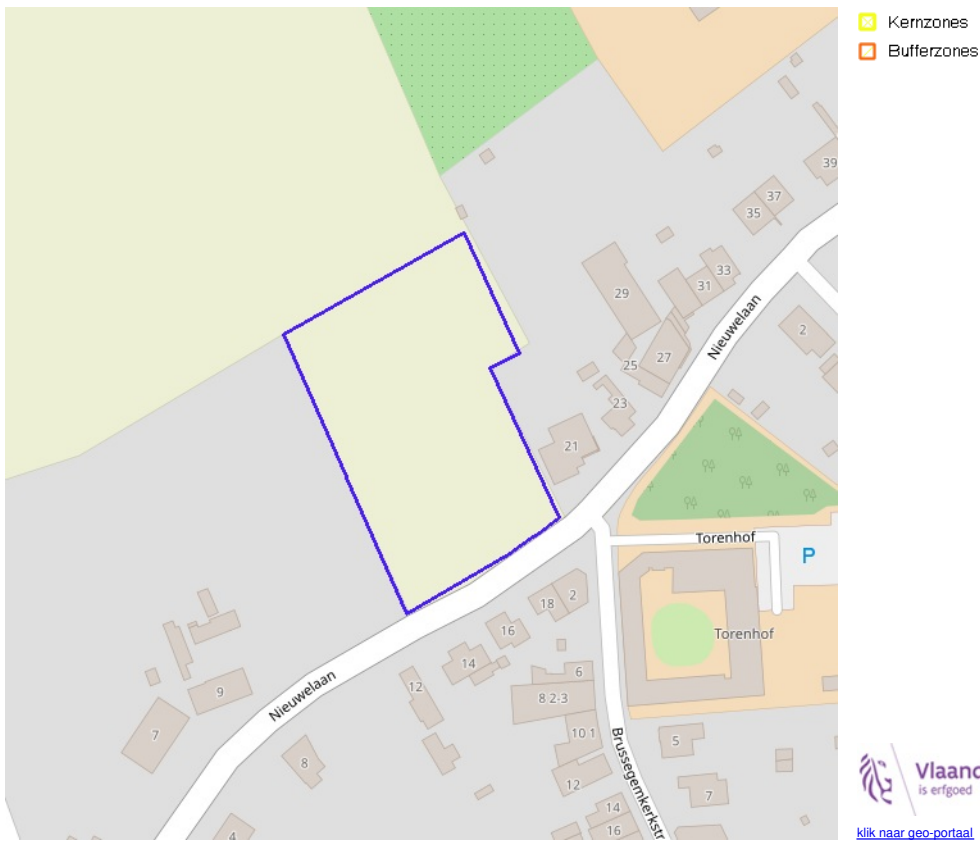 Kernzones
Bufferzones
39
37
35
33
31
29
Nieuwelaan
2
27
25
23
21
Torenhof
P
Torenhof
18
2
16
14
6
12
8 2-3
9
7
Nieuwelaan
10 1
5
8
Brussegemkerkstr
12
7
14
16
4
Vlaand
is erfgoed
klik naar geo-portaal